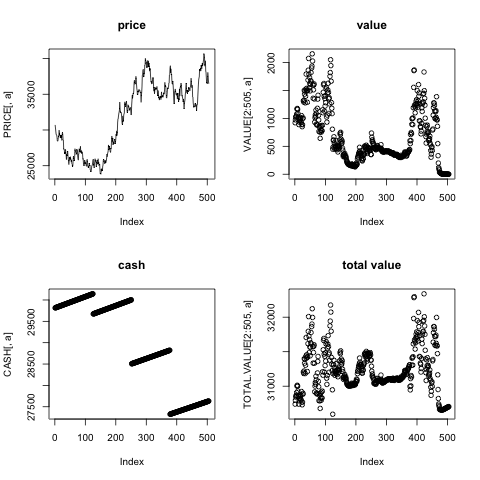 price
PRICE[, a]
25000 35000
0 100 200 300 400 500
Index
value
VALUE[2:505, a]
0 500 1000 2000
0 100 200 300 400 500
Index
cash
CASH[, a]
27500 28500 29500
0 100 200 300 400 500
Index
total value
TOTAL.VALUE[2:505, a]
31000 32000
0 100 200 300 400 500
Index